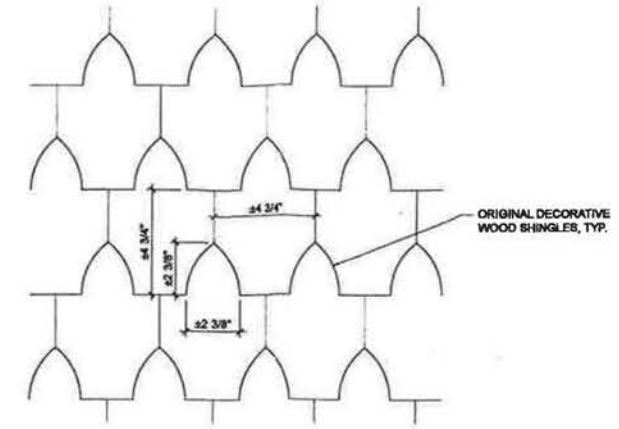 ±4 3/4"
ORIGINAL DECORATIVE
WOOD SHINGLES, TYP.
±4 3/4"
±2 3/8"
±2 3/8"